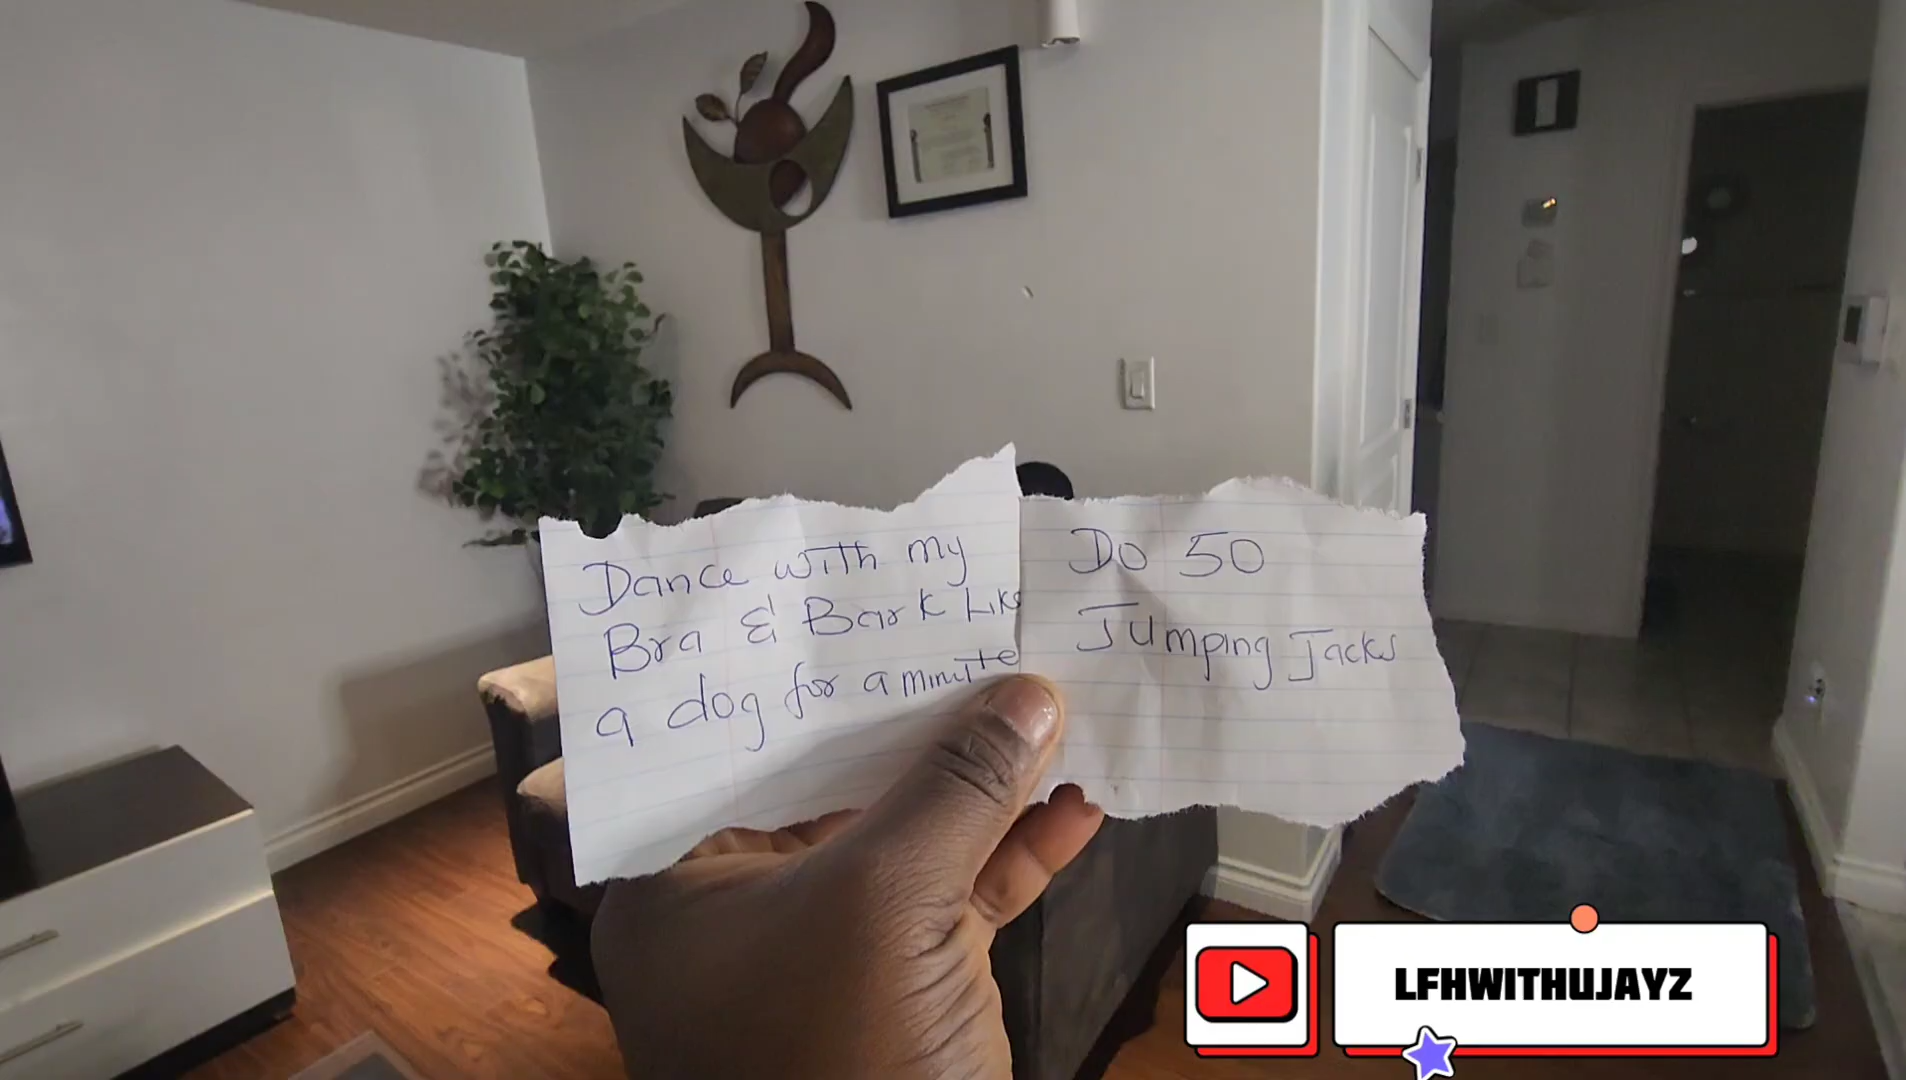 Dance with my
Bra & Bark Like
a dog for a minute
Do 50
Jumping Jacks
LFHWITHUJAYZ